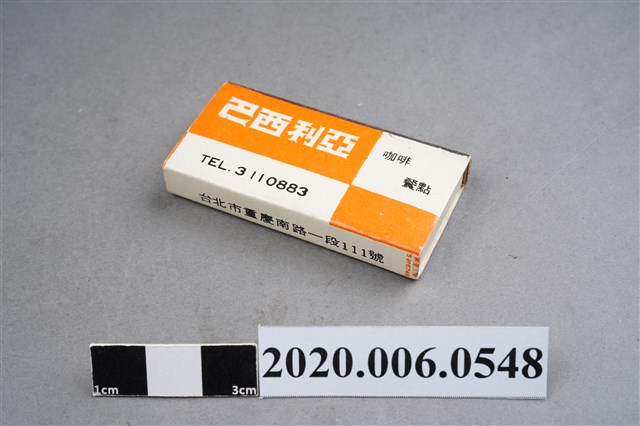 巴西利亞
咖啡
餐點
TEL.3110883
台北市重慶南路一段111號
2020.006.0548
1cm
3cm